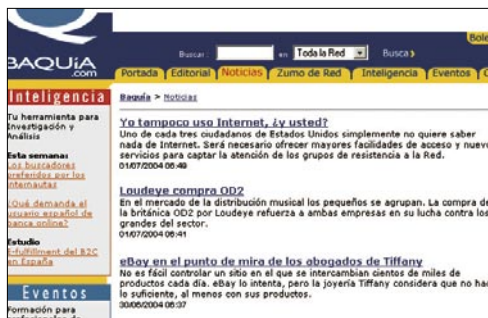 BAQUÍA
.com
Buscar: en Toda la Red Busca
Portada Editorial Noticias Zumo de Red Inteligencia Eventos
Inteligencia
Tu herramienta para
Investigación y
Análisis
Esta semana:
Los buscadores
preferidos por los
internautas
¿Qué demanda el
usuario español de
banca online?
Estudio
E-fulfillment del B2C
en España
Eventos
Formación para
Baquía > Noticias
Yo tampoco uso Internet, ¿y usted?
Uno de cada tres ciudadanos de Estados Unidos simplemente no quiere saber
nada de Internet. Será necesario ofrecer mayores facilidades de acceso y nuevo
servicios para captar la atención de los grupos de resistencia a la Red.
01/07/2004 06:49
Loudeye compra OD2
En el mercado de la distribución musical los pequeños se agrupan. La compra de
la británica OD2 por Loudeye refuerza a ambas empresas en su lucha contra los
grandes del sector.
01/07/2004 06:41
eBay en el punto de mira de los abogados de Tiffany
No es fácil controlar un sitio en el que se intercambian cientos de miles de
productos cada día. eBay lo intenta, pero la joyería Tiffany considera que no ha
lo suficiente, al menos con sus productos.
30/06/2004 06:37